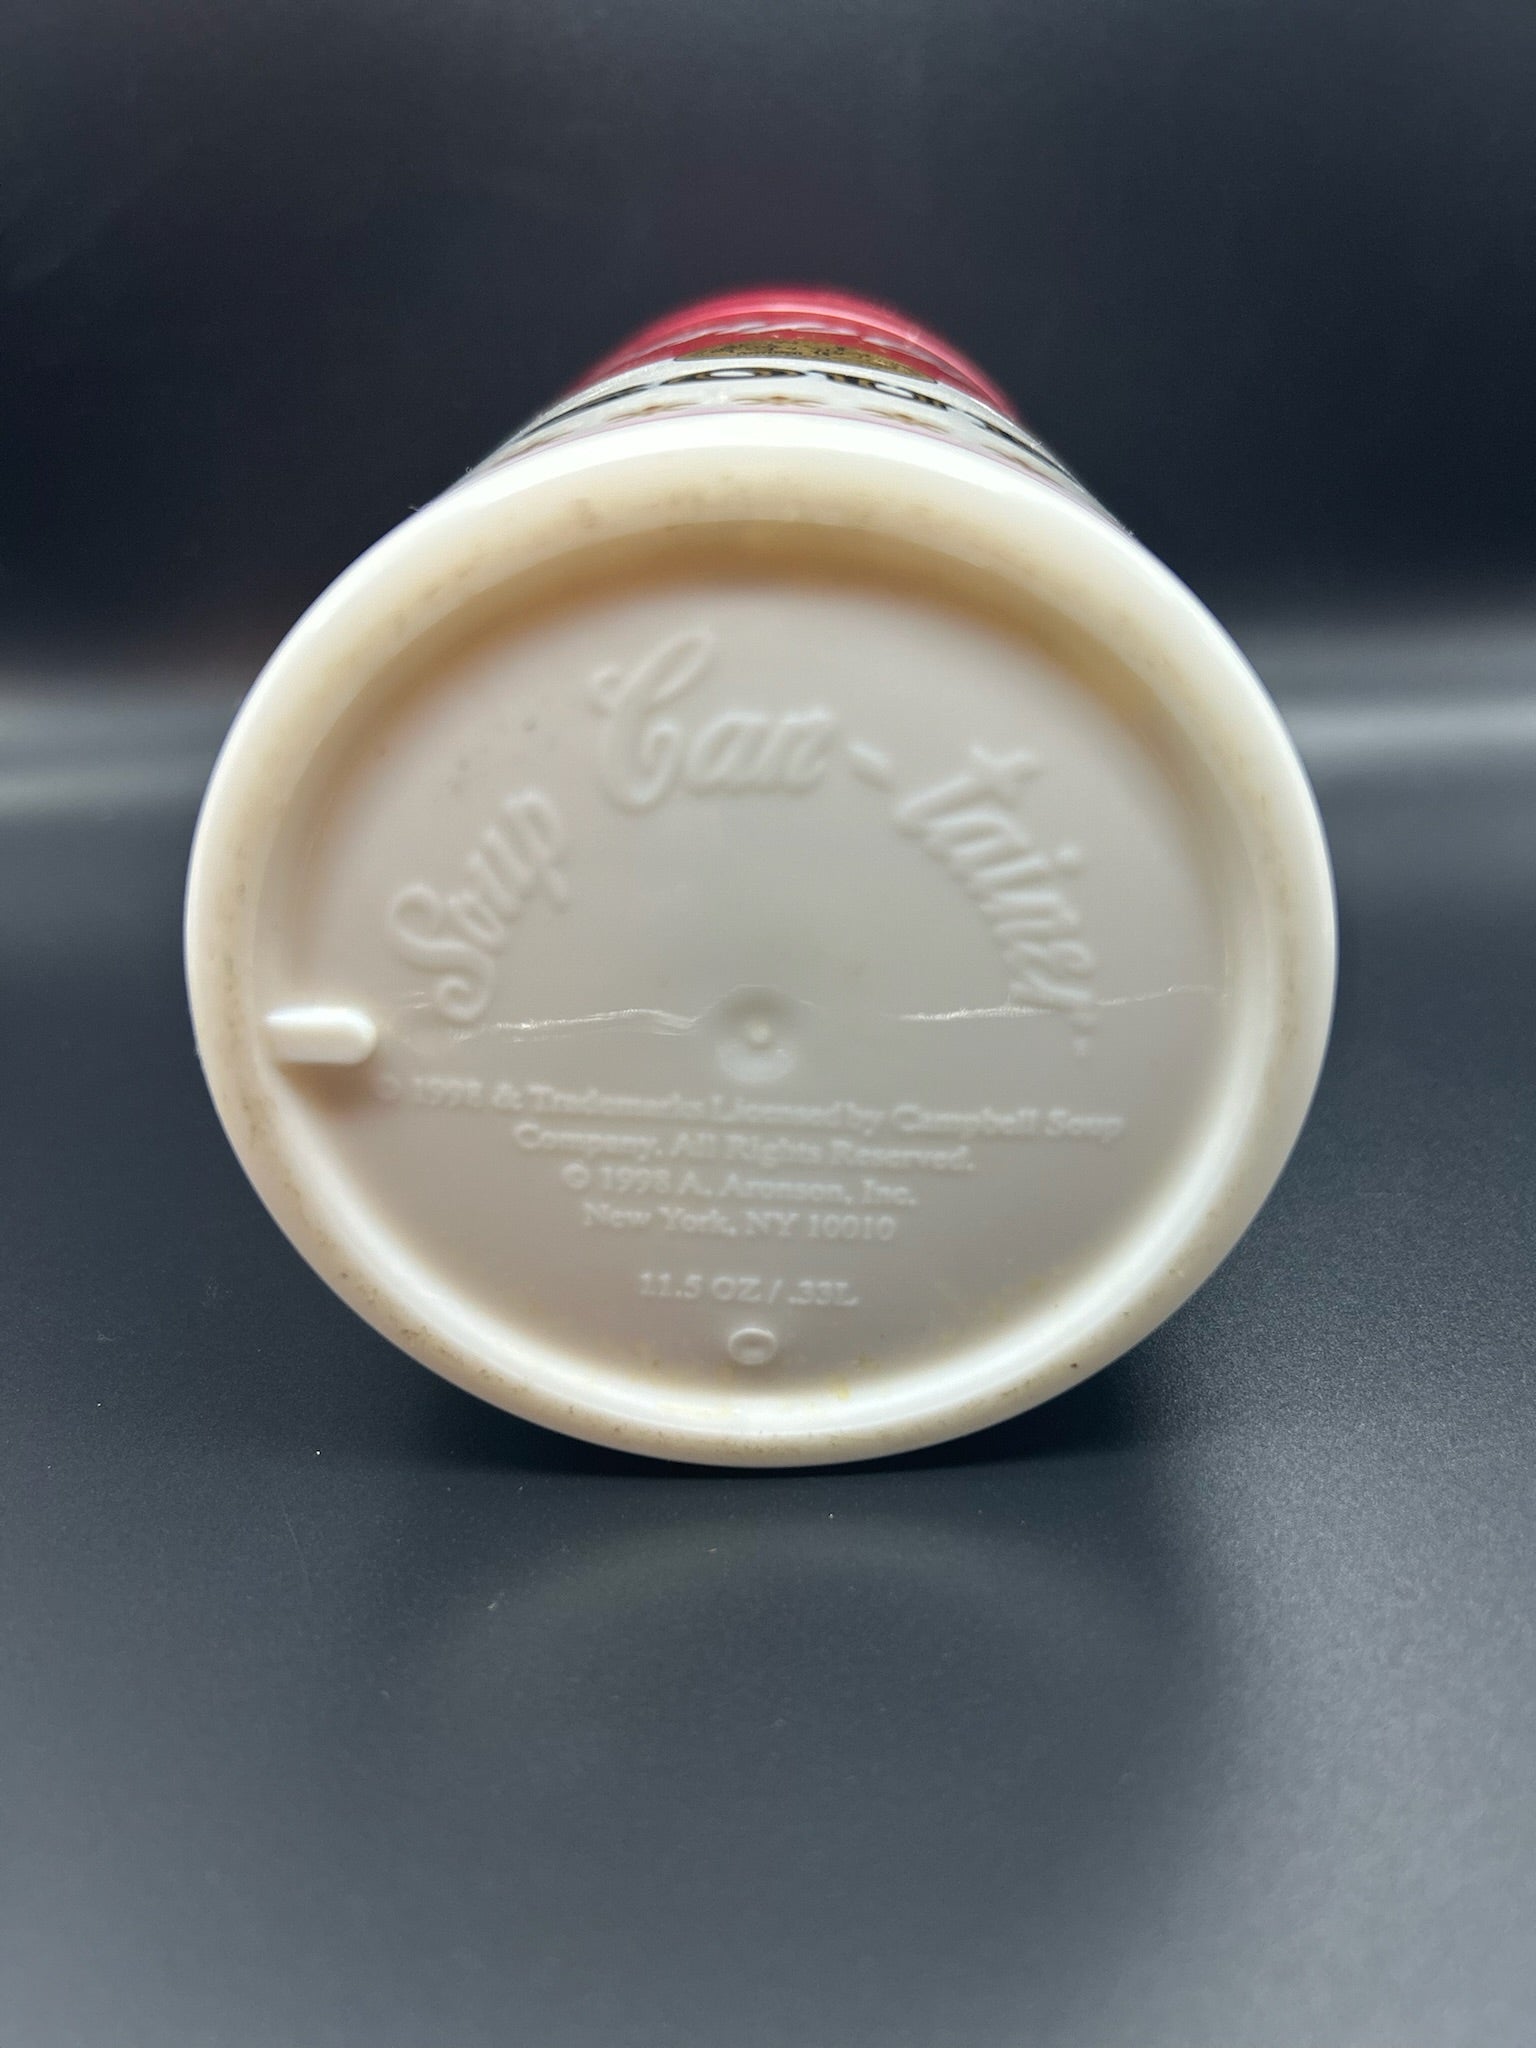 Soup Can-tainer
© 1998 & Trademarks Licensed by Campbell Soup
Company. All Rights Reserved.
© 1998 A. Aronson, Inc.
New York, NY 10010
11.5 OZ / .33L